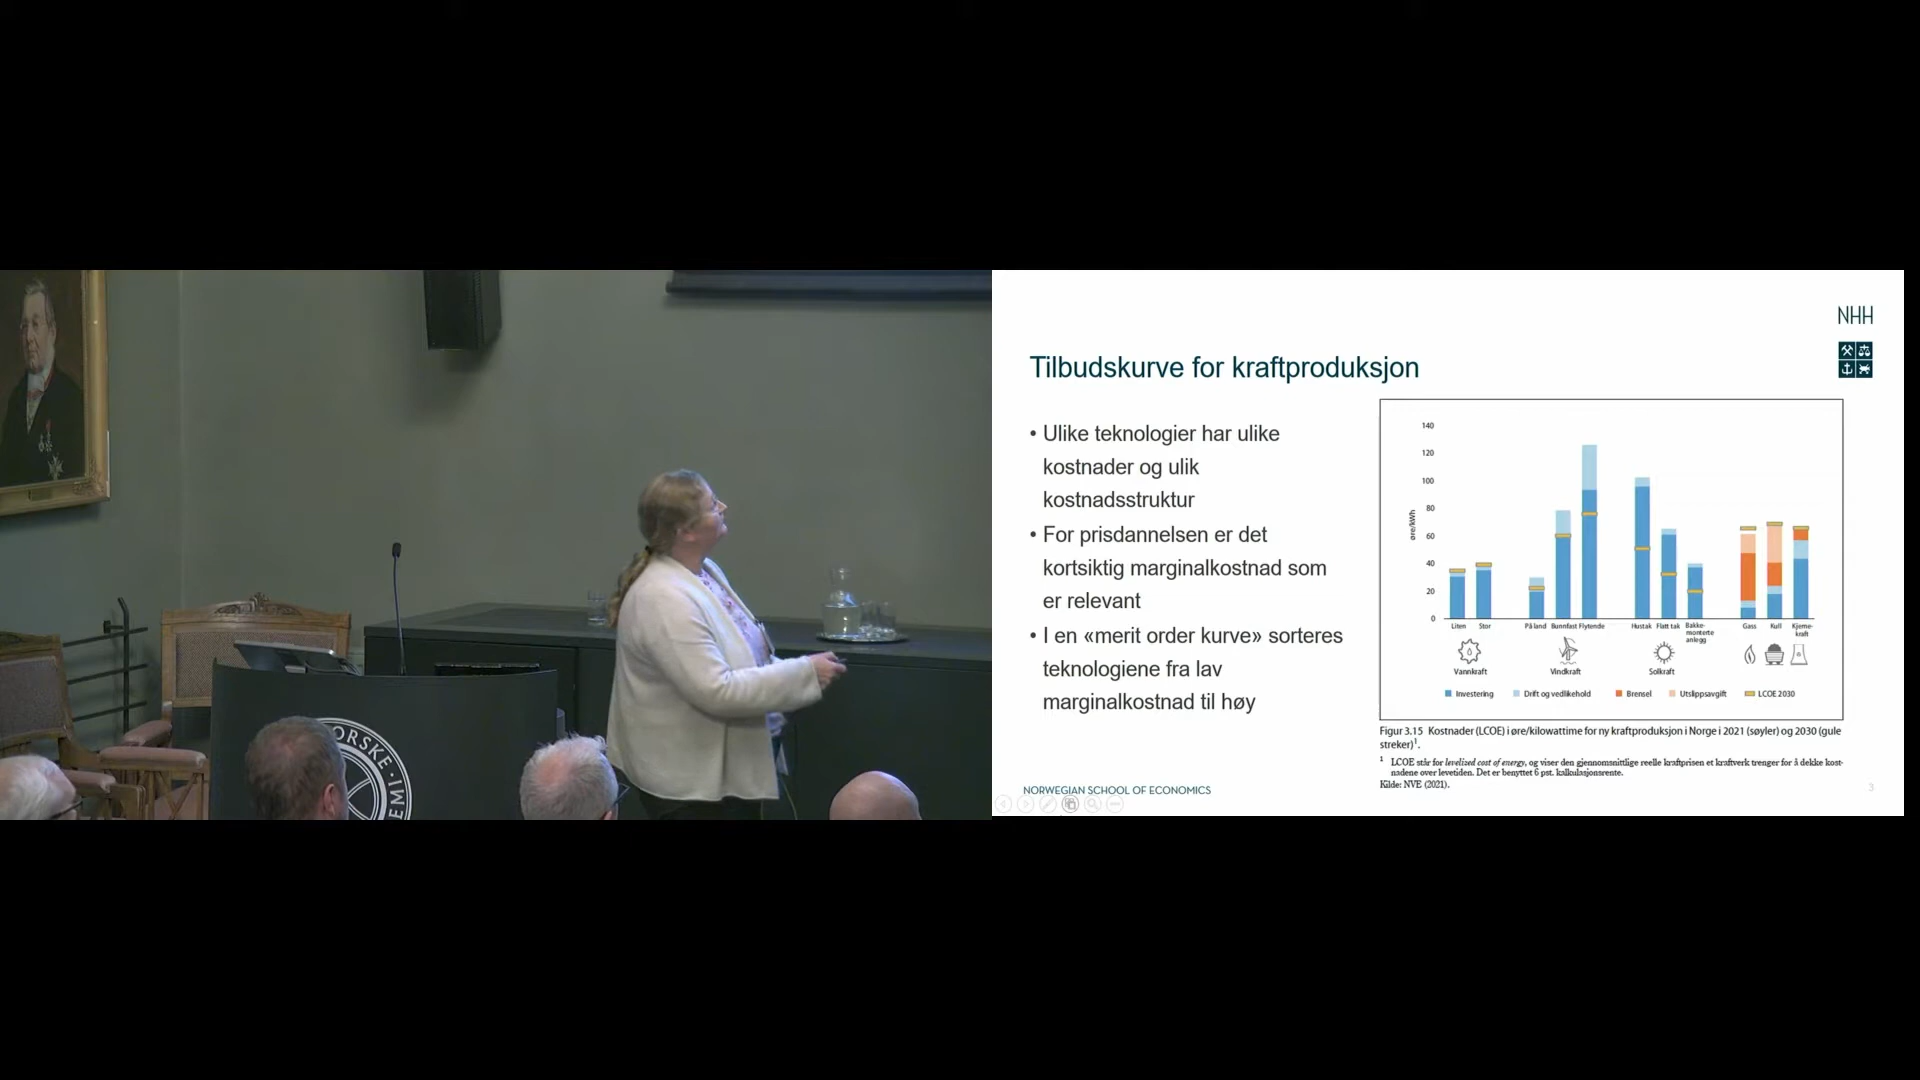 ORSKE · IMEI
NHH
Tilbudskurve for kraftproduksjon
• Ulike teknologier har ulike
kostnader og ulik
kostnadsstruktur
• For prisdannelsen er det
kortsiktig marginalkostnad som
er relevant
• I en «merit order kurve» sorteres
teknologiene fra lav
marginalkostnad til høy
140
120
100
80
60
40
20
0
øre/kWh
Liten Stor På land Bunnfast Flytende Hustak Flatt tak Bakke- Gass Kull Kjerne-
monterte kraft
anlegg
Vannkraft Vindkraft Solkraft
Investering Drift og vedlikehold Brensel Utslippsavgift LCOE 2030
Figur 3.15 Kostnader (LCOE) i øre/kilowattime for ny kraftproduksjon i Norge i 2021 (søyler) og 2030 (gule
streker)¹.
¹ LCOE står for levelized cost of energy, og viser den gjennomsnittlige reelle kraftprisen et kraftverk trenger for å dekke kost-
nadene over levetiden. Det er benyttet 6 pst. kalkulasjonsrente.
Kilde: NVE (2021).
NORWEGIAN SCHOOL OF ECONOMICS
3